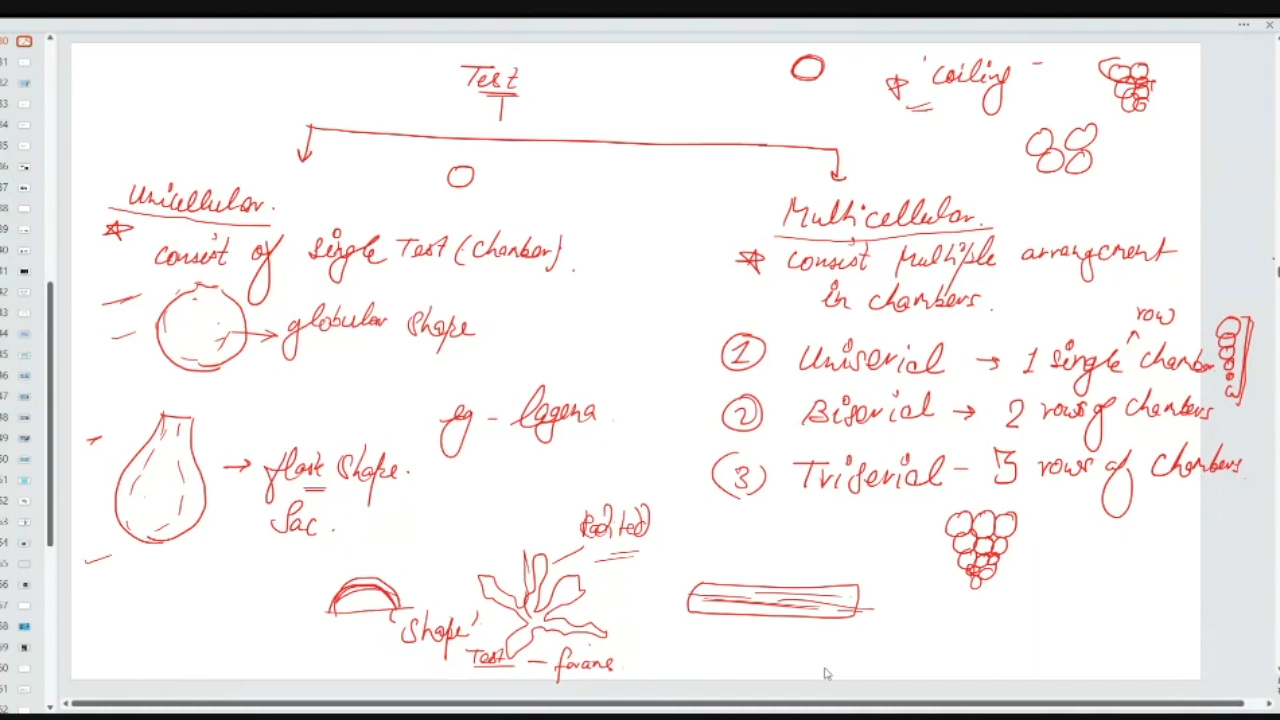 Test
* 'coiling -
Unicellular.
* consist of single Test (Chamber).
→ globular shape
eg - lagena
→ flask shape.
Sac.
Multicellular.
* consist Multiple arrangement
in chambers.
① Uniserial → 1 single row chamber
② Biserial → 2 rows of chambers
③ Triserial - 3 rows of chambers
'Shape'
Test - forams